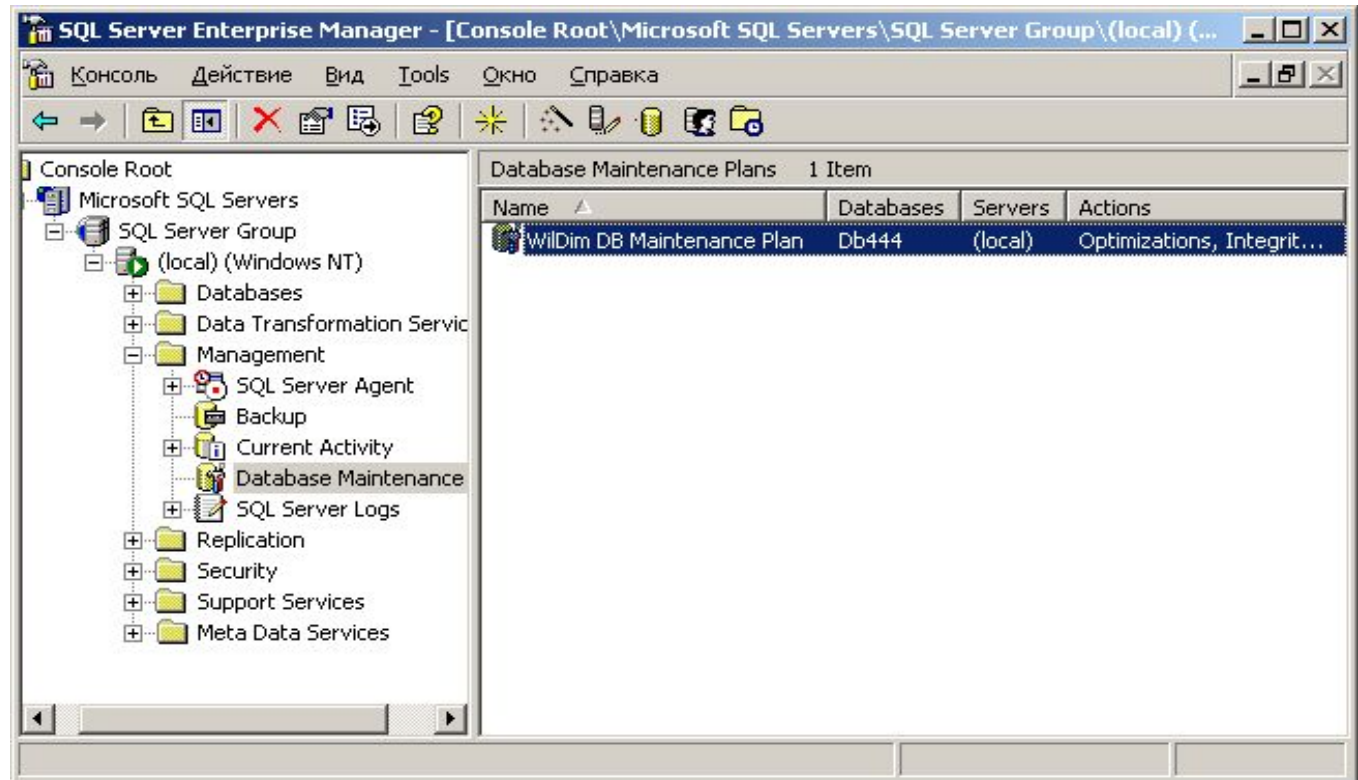 SQL Server Enterprise Manager - [Console Root\Microsoft SQL Servers\SQL Server Group\(local) (...
Консоль Действие Вид Tools Окно Справка
Console Root
Microsoft SQL Servers
SQL Server Group
(local) (Windows NT)
Databases
Data Transformation Servic
Management
SQL Server Agent
Backup
Current Activity
Database Maintenance
SQL Server Logs
Replication
Security
Support Services
Meta Data Services
Database Maintenance Plans 1 Item
Name Databases Servers Actions
WilDim DB Maintenance Plan Db444 (local) Optimizations, Integrit...